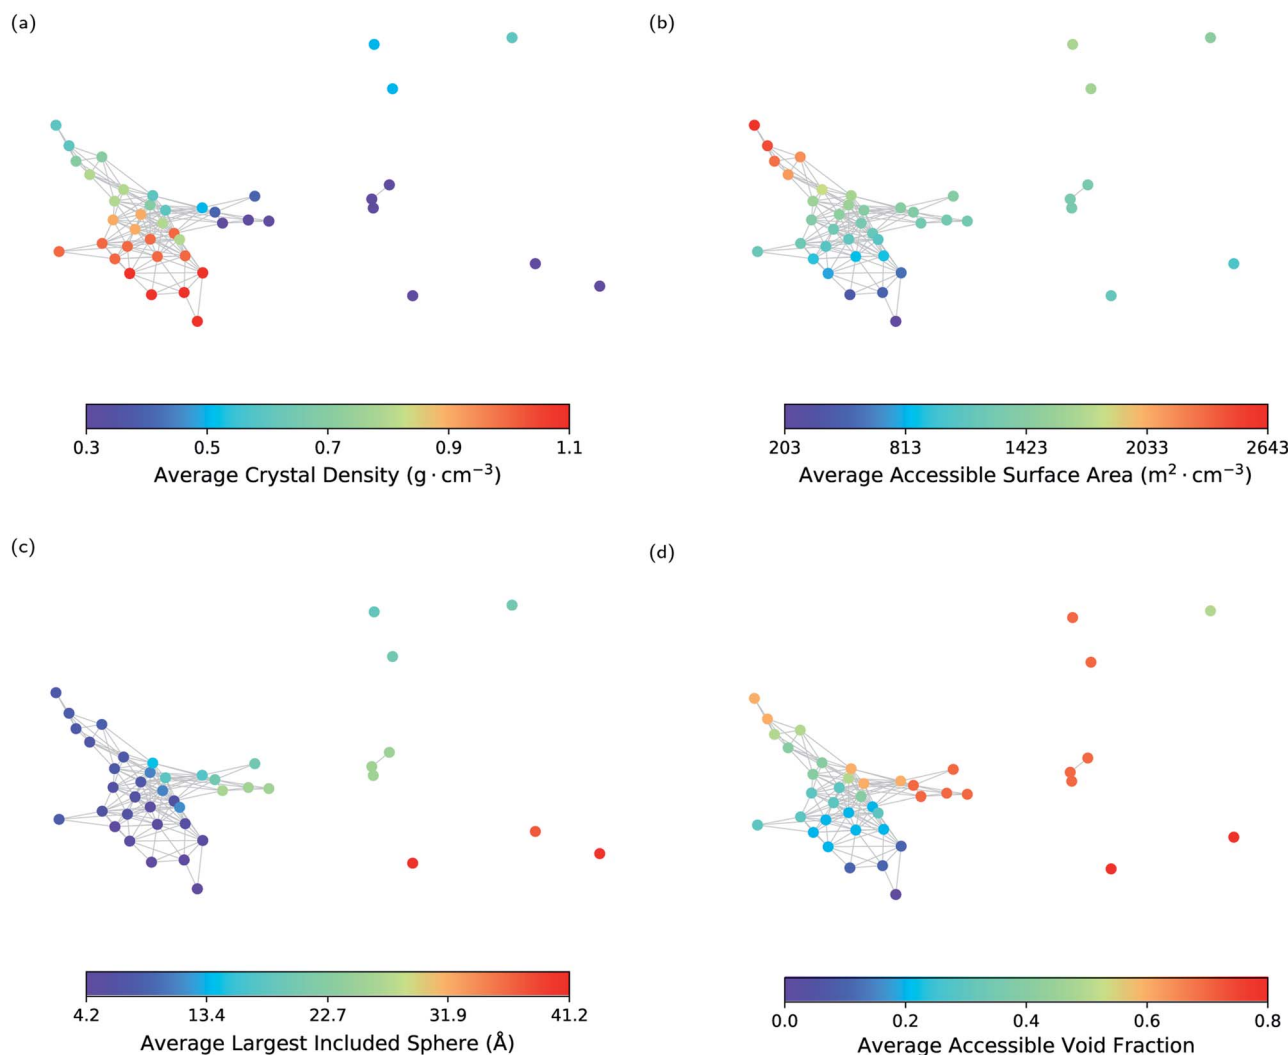 (a)
(b)
0.3 0.5 0.7 0.9 1.1
Average Crystal Density (g · cm⁻³)
203 813 1423 2033 2643
Average Accessible Surface Area (m² · cm⁻³)
(c)
(d)
4.2 13.4 22.7 31.9 41.2
Average Largest Included Sphere (Å)
0.0 0.2 0.4 0.6 0.8
Average Accessible Void Fraction